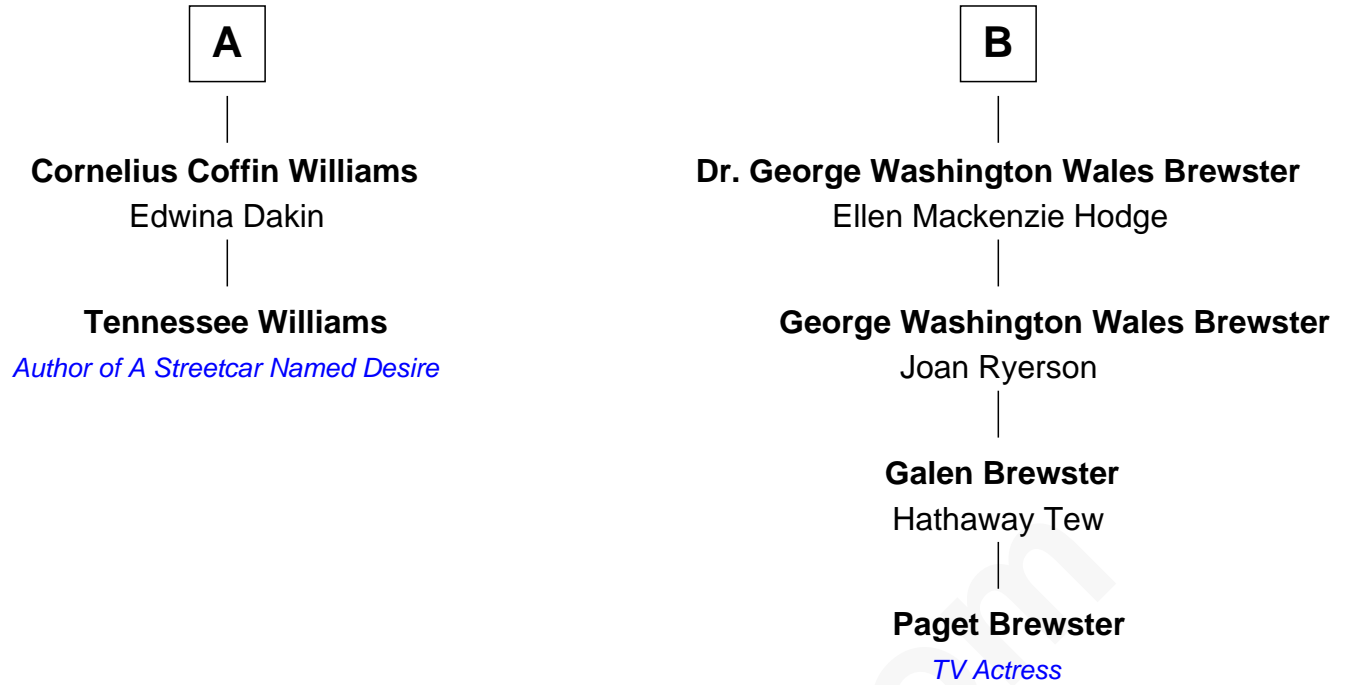 A
Cornelius Coffin Williams
Edwina Dakin
Tennessee Williams
Author of A Streetcar Named Desire
B
Dr. George Washington Wales Brewster
Ellen Mackenzie Hodge
George Washington Wales Brewster
Joan Ryerson
Galen Brewster
Hathaway Tew
Paget Brewster
TV Actress
om